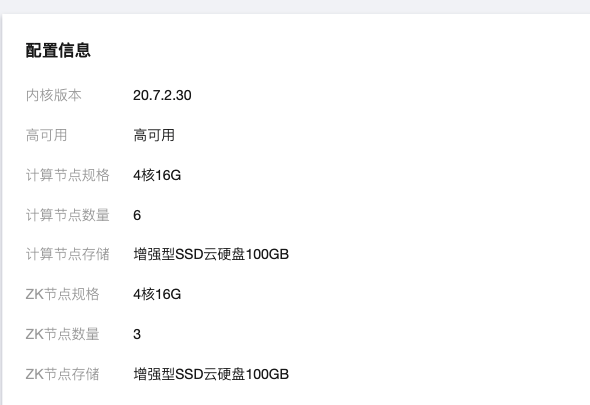 配置信息
内核版本 20.7.2.30
高可用 高可用
计算节点规格 4核16G
计算节点数量 6
计算节点存储 增强型SSD云硬盘100GB
ZK节点规格 4核16G
ZK节点数量 3
ZK节点存储 增强型SSD云硬盘100GB